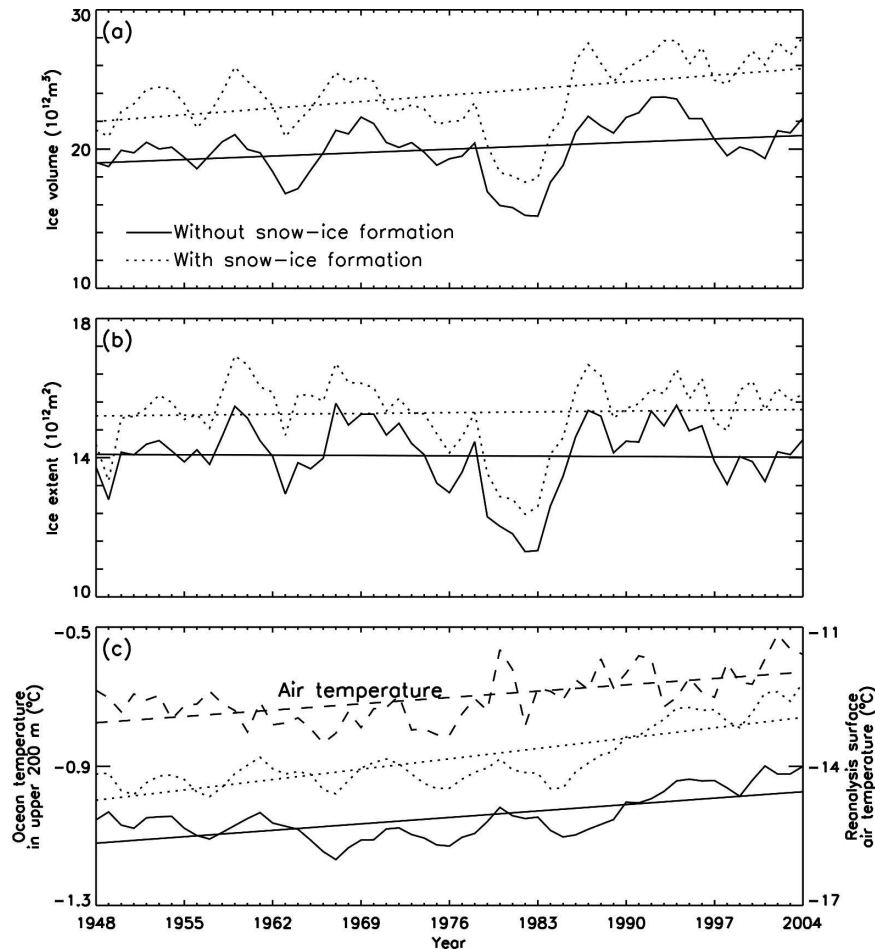 30
(a)
Ice volume (10¹²m³)
20
Without snow-ice formation
With snow-ice formation
10
18
(b)
Ice extent (10¹²m²)
14
10
-0.5
(c)
-11
Air temperature
Ocean temperature
in upper 200 m (°C)
-0.9
-14
Reanalysis surface
air temperature (°C)
-1.3
-17
1948 1955 1962 1969 1976 1983 1990 1997 2004
Year